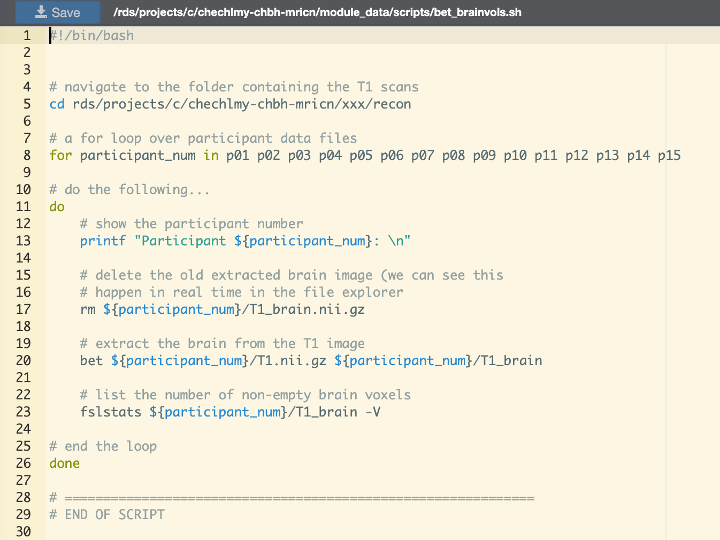 Save /rds/projects/c/chechlmy-chbh-mricn/module_data/scripts/bet_brainvols.sh
1 #!/bin/bash
2
3
4 # navigate to the folder containing the T1 scans
5 cd rds/projects/c/chechlmy-chbh-mricn/xxx/recon
6
7 # a for loop over participant data files
8 for participant_num in p01 p02 p03 p04 p05 p06 p07 p08 p09 p10 p11 p12 p13 p14 p15
9
10 # do the following...
11 do
12     # show the participant number
13     printf "Participant ${participant_num}: \n"
14
15     # delete the old extracted brain image (we can see this
16     # happen in real time in the file explorer
17     rm ${participant_num}/T1_brain.nii.gz
18
19     # extract the brain from the T1 image
20     bet ${participant_num}/T1.nii.gz ${participant_num}/T1_brain
21
22     # list the number of non-empty brain voxels
23     fslstats ${participant_num}/T1_brain -V
24
25 # end the loop
26 done
27
28 # =============================================================
29 # END OF SCRIPT
30